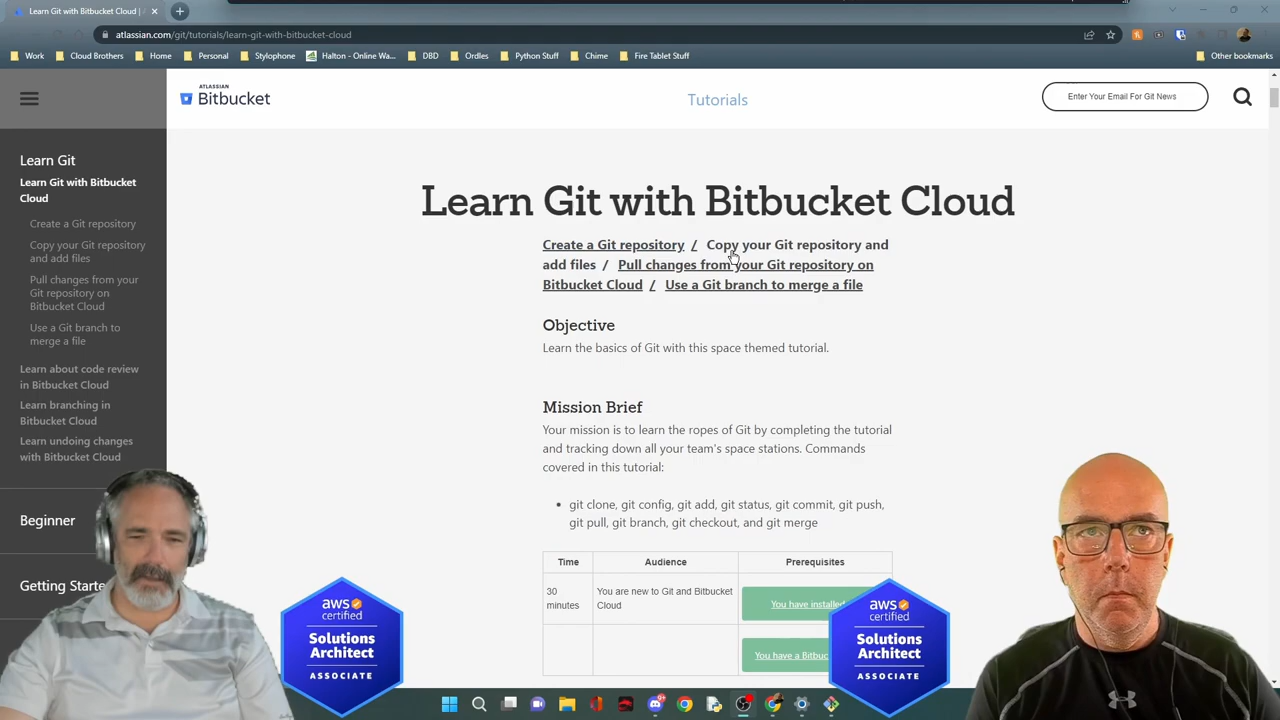 Learn Git with Bitbucket Cloud |
atlassian.com/git/tutorials/learn-git-with-bitbucket-cloud
Work
Cloud Brothers
Home
Personal
Stylophone
Halton - Online Wa...
DBD
Ordles
Python Stuff
Chime
Fire Tablet Stuff
Other bookmarks
ATLASSIAN
Bitbucket
Tutorials
Enter Your Email For Git News
Learn Git
Learn Git with Bitbucket
Cloud
Create a Git repository
Copy your Git repository
and add files
Pull changes from your
Git repository on
Bitbucket Cloud
Use a Git branch to
merge a file
Learn about code review
in Bitbucket Cloud
Learn branching in
Bitbucket Cloud
Learn undoing changes
with Bitbucket Cloud
Beginner
Getting Starte
Learn Git with Bitbucket Cloud
Create a Git repository / Copy your Git repository and
add files / Pull changes from your Git repository on
Bitbucket Cloud / Use a Git branch to merge a file
Objective
Learn the basics of Git with this space themed tutorial.
Mission Brief
Your mission is to learn the ropes of Git by completing the tutorial
and tracking down all your team's space stations. Commands
covered in this tutorial:
• git clone, git config, git add, git status, git commit, git push,
git pull, git branch, git checkout, and git merge
Time Audience Prerequisites
30
minutes
You are new to Git and Bitbucket
Cloud
You have installed
You have a Bitbuc
aws
certified
Solutions
Architect
ASSOCIATE
aws
certified
Solutions
Architect
ASSOCIATE
9+